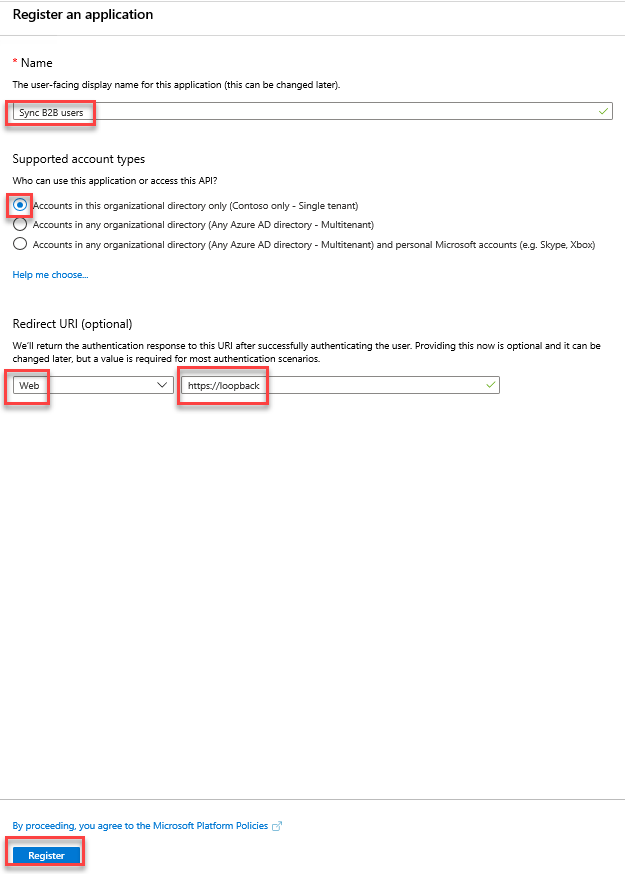 Register an application
* Name
The user-facing display name for this application (this can be changed later).
Sync B2B users
Supported account types
Who can use this application or access this API?
Accounts in this organizational directory only (Contoso only - Single tenant)
Accounts in any organizational directory (Any Azure AD directory - Multitenant)
Accounts in any organizational directory (Any Azure AD directory - Multitenant) and personal Microsoft accounts (e.g. Skype, Xbox)
Help me choose...
Redirect URI (optional)
We'll return the authentication response to this URI after successfully authenticating the user. Providing this now is optional and it can be
changed later, but a value is required for most authentication scenarios.
Web https://loopback
By proceeding, you agree to the Microsoft Platform Policies
Register